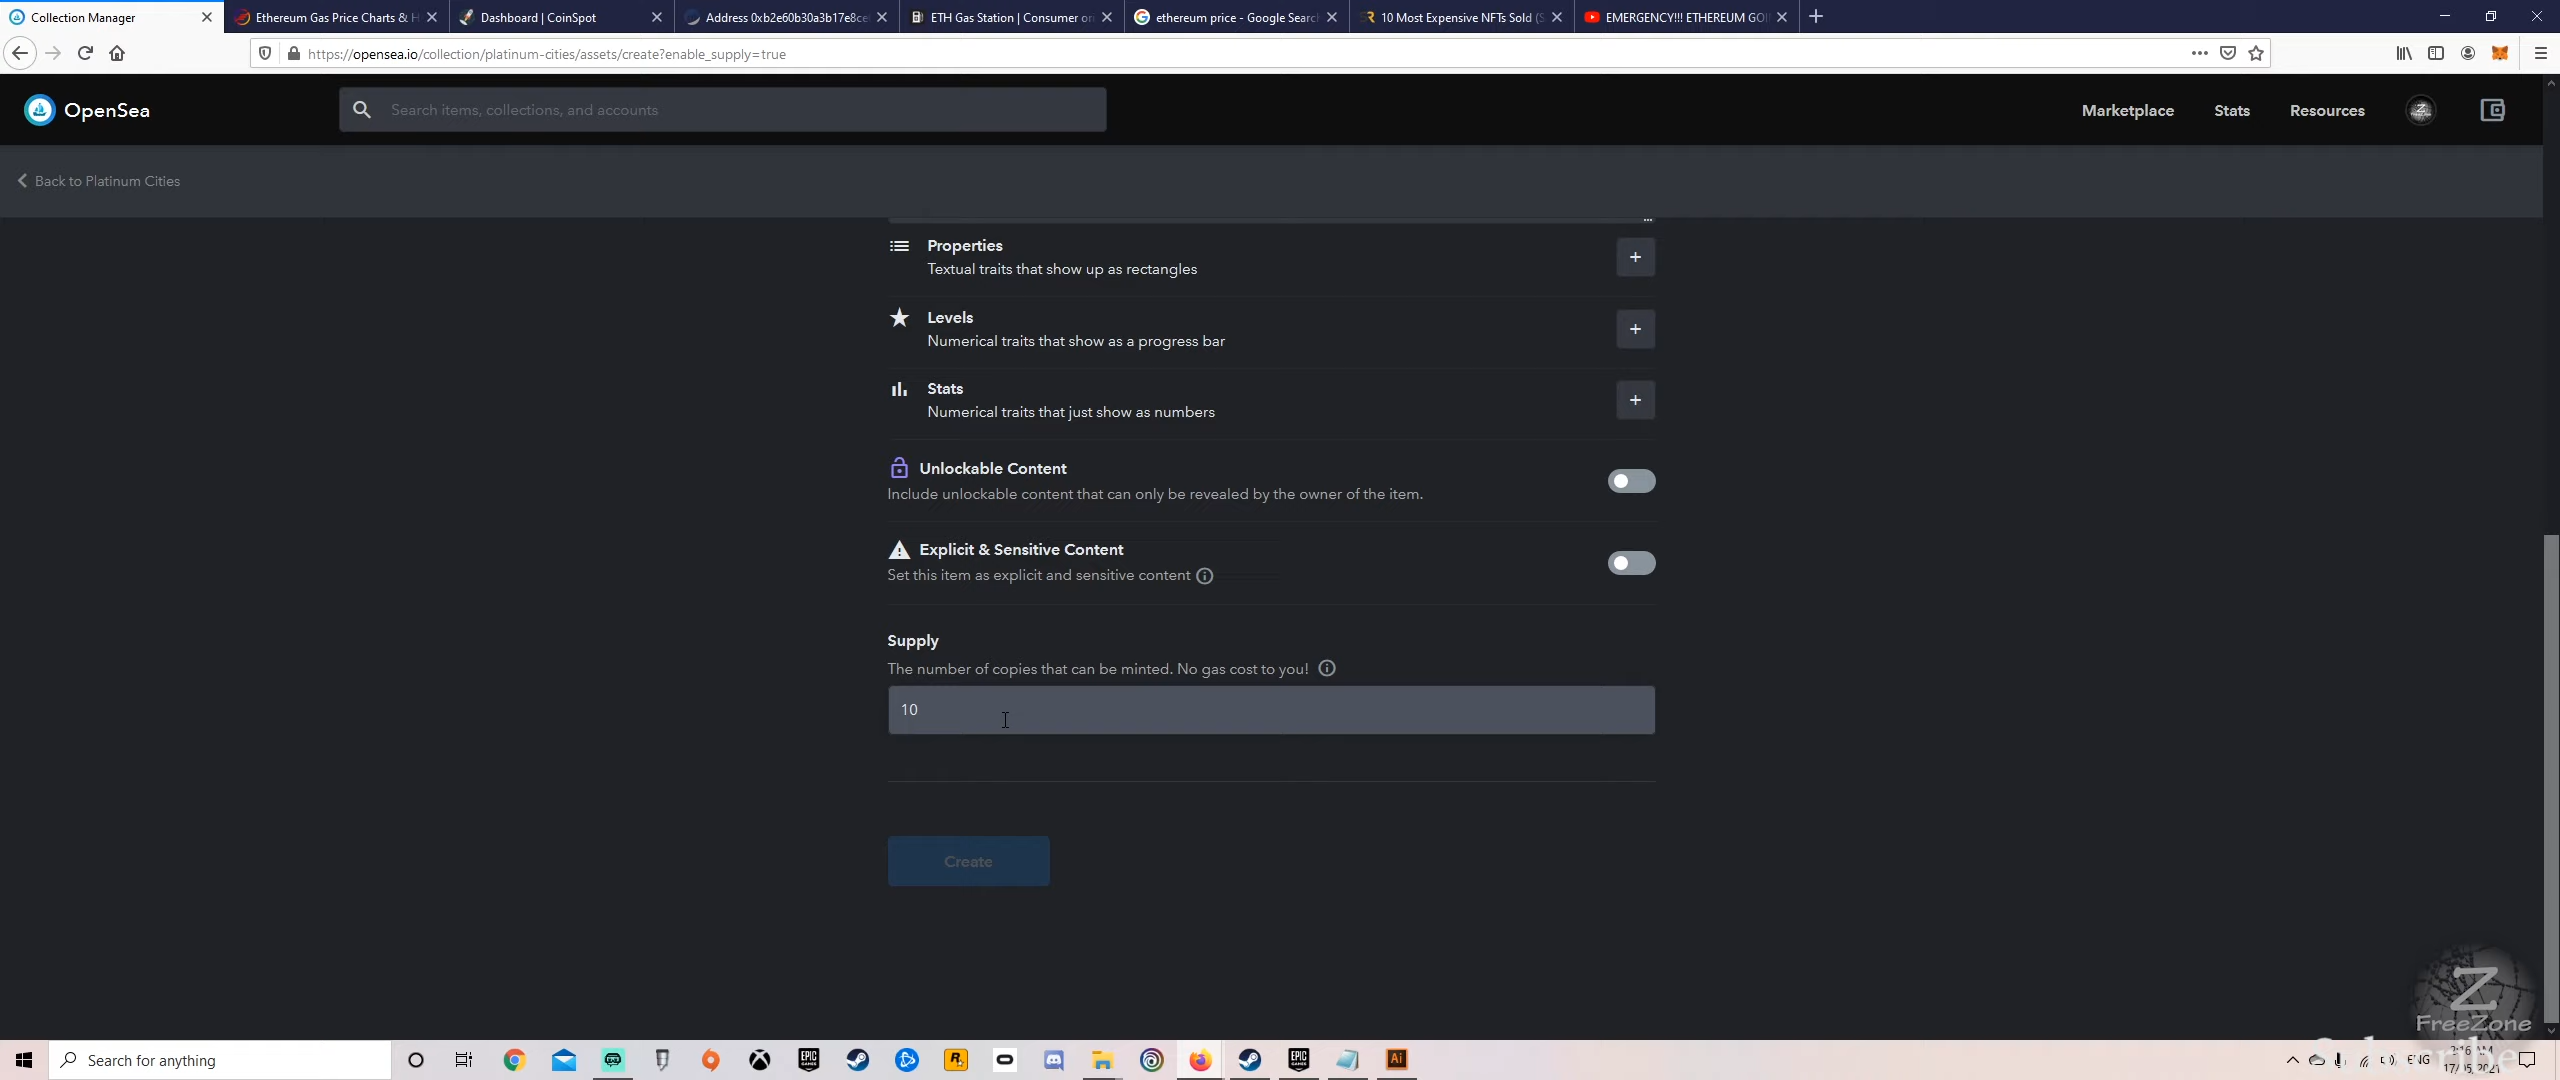 Collection Manager
Ethereum Gas Price Charts & H
Dashboard | CoinSpot
Address 0xb2e60b30a3b17e8ce
ETH Gas Station | Consumer or
ethereum price - Google Search
10 Most Expensive NFTs Sold (S
EMERGENCY!!! ETHEREUM GOI
https://opensea.io/collection/platinum-cities/assets/create?enable_supply=true
OpenSea
Search items, collections, and accounts
Marketplace
Stats
Resources
Back to Platinum Cities
Properties
Textual traits that show up as rectangles
Levels
Numerical traits that show as a progress bar
Stats
Numerical traits that just show as numbers
Unlockable Content
Include unlockable content that can only be revealed by the owner of the item.
Explicit & Sensitive Content
Set this item as explicit and sensitive content
Supply
The number of copies that can be minted. No gas cost to you!
10
Create
Z
FreeZone
Subscribe
Search for anything
ENG